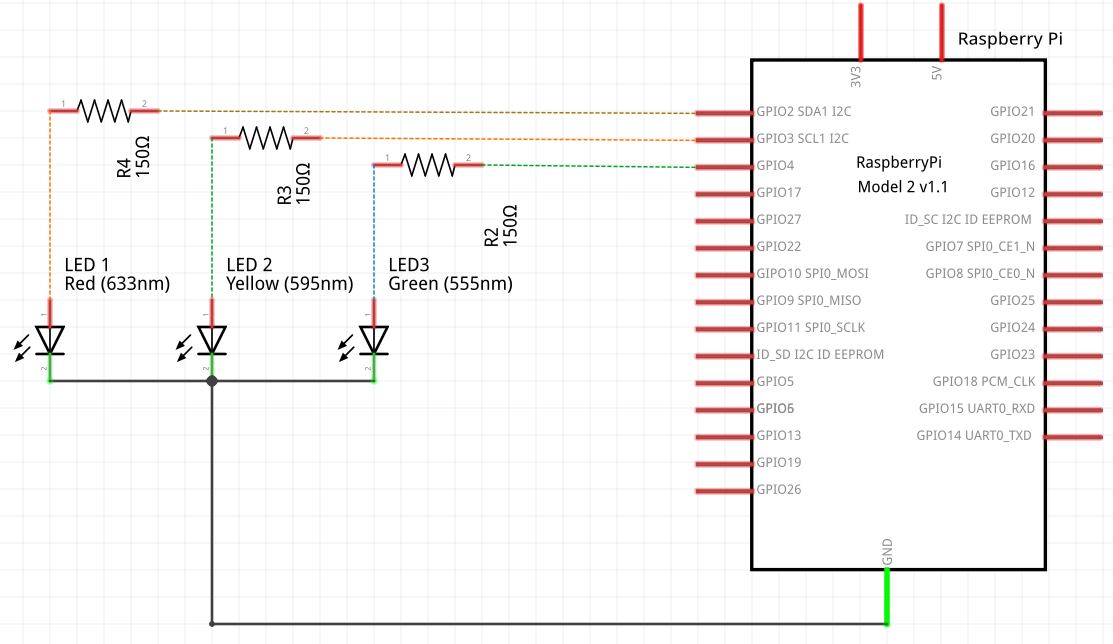 Raspberry Pi
3V3
5V
1
2
R4
150Ω
1
2
R3
150Ω
1
2
R2
150Ω
LED 1
Red (633nm)
LED 2
Yellow (595nm)
LED3
Green (555nm)
1
2
1
2
1
2
RaspberryPi
Model 2 v1.1
GPIO2 SDA1 I2C
GPIO3 SCL1 I2C
GPIO4
GPIO17
GPIO27
GPIO22
GIPO10 SPI0_MOSI
GPIO9 SPI0_MISO
GPIO11 SPI0_SCLK
ID_SD I2C ID EEPROM
GPIO5
GPIO6
GPIO13
GPIO19
GPIO26
GPIO21
GPIO20
GPIO16
GPIO12
ID_SC I2C ID EEPROM
GPIO7 SPI0_CE1_N
GPIO8 SPI0_CE0_N
GPIO25
GPIO24
GPIO23
GPIO18 PCM_CLK
GPIO15 UART0_RXD
GPIO14 UART0_TXD
GND